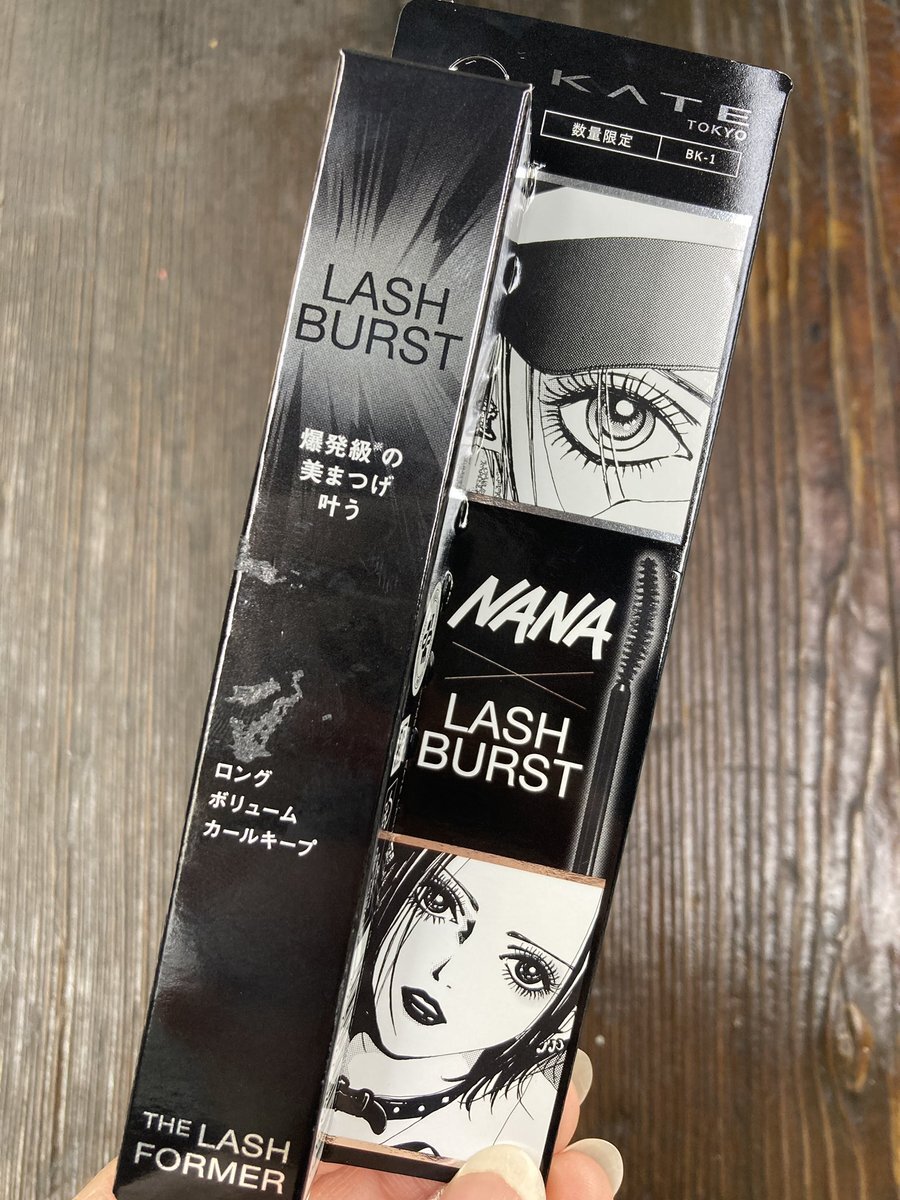 KATE
TOKYO
数量限定
BK-1
LASH
BURST
爆発級※の
美まつげ
叶う
NANA
LASH
BURST
ロング
ボリューム
カールキープ
THE LASH
FORMER